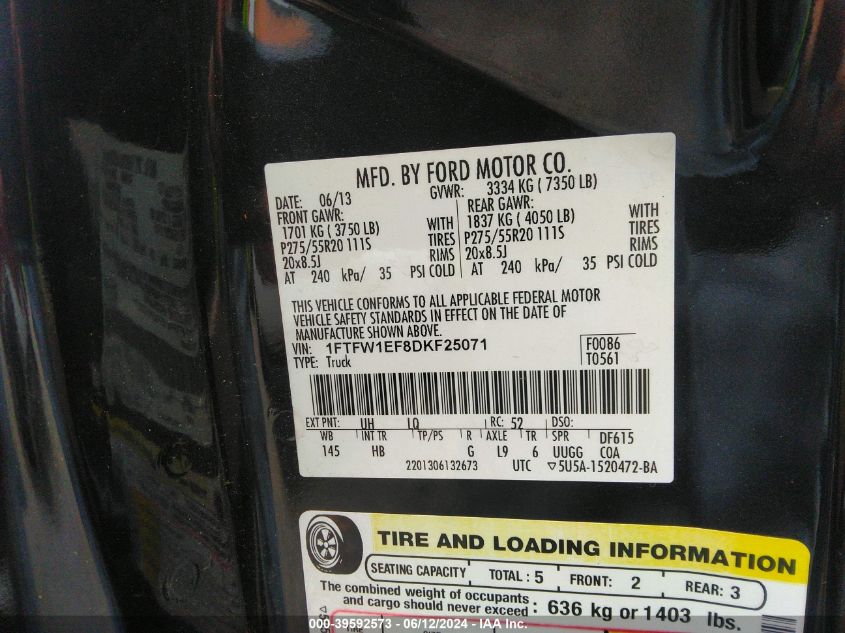 MFD. BY FORD MOTOR CO.
DATE: 06/13 GVWR: 3334 KG ( 7350 LB)
FRONT GAWR: REAR GAWR:
1701 KG ( 3750 LB) WITH 1837 KG ( 4050 LB) WITH
P275/55R20 111S TIRES P275/55R20 111S TIRES
20x8.5J RIMS 20x8.5J RIMS
AT 240 kPa/ 35 PSI COLD AT 240 kPa/ 35 PSI COLD
THIS VEHICLE CONFORMS TO ALL APPLICABLE FEDERAL MOTOR
VEHICLE SAFETY STANDARDS IN EFFECT ON THE DATE OF
MANUFACTURE SHOWN ABOVE.
VIN: 1FTFW1EF8DKF25071 F0086
TYPE: Truck T0561
EXT PNT: UH LQ RC: 52 DSO:
WB INT TR TP/PS R AXLE TR SPR DF615
145 HB G L9 6 UUGG COA
2201306132673 UTC ▽5U5A-1520472-BA
TIRE AND LOADING INFORMATION
SEATING CAPACITY TOTAL : 5 FRONT: 2 REAR: 3
The combined weight of occupants
and cargo should never exceed : 636 kg or 1403 lbs.
000-39592573 - 06/12/2024 - IAA Inc.